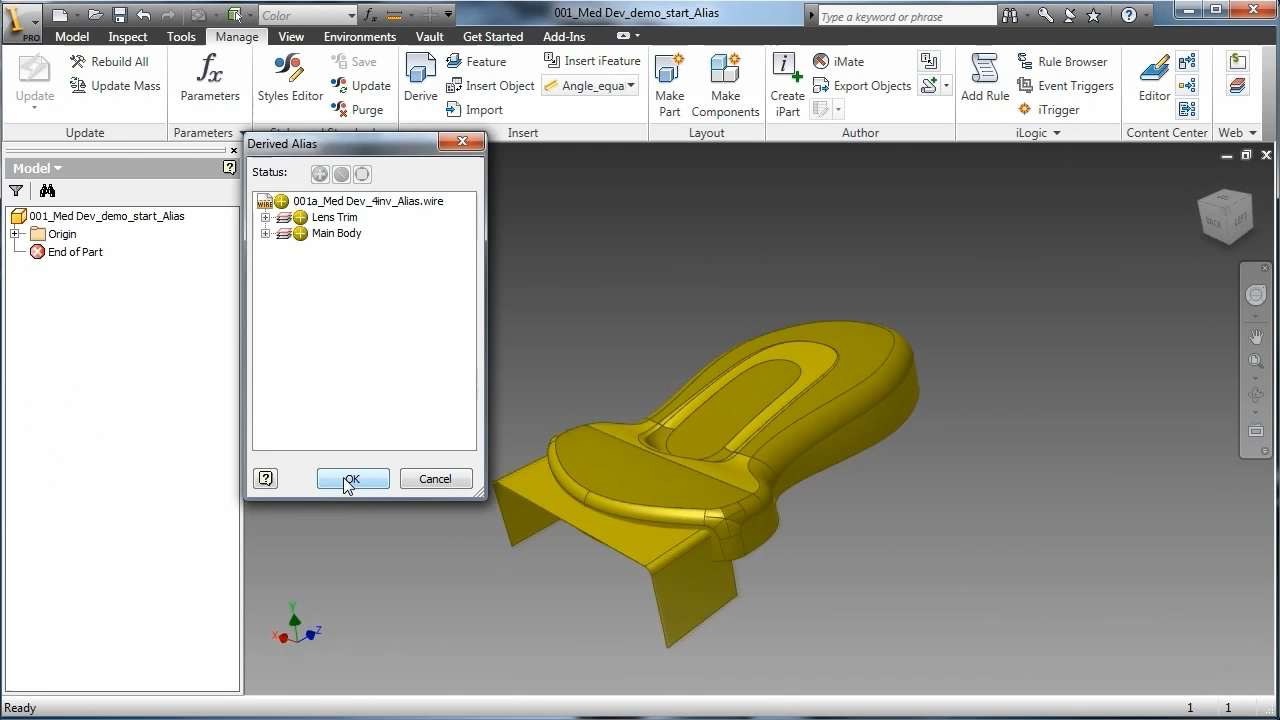 Color
001_Med Dev_demo_start_Alias
Type a keyword or phrase
PRO
Model Inspect Tools Manage View Environments Vault Get Started Add-Ins
Update
Rebuild All
Update Mass
Update
fx
Parameters
Parameters
Styles Editor
Save
Update
Purge
Derive
Feature
Insert Object
Import
Insert iFeature
Angle_equa
Insert
Make Part
Make Components
Layout
Create iPart
iMate
Export Objects
Author
Add Rule
Rule Browser
Event Triggers
iTrigger
iLogic
Editor
Content Center
Web
Model
001_Med Dev_demo_start_Alias
Origin
End of Part
Derived Alias
Status:
WIRE
001a_Med Dev_4inv_Alias.wire
Lens Trim
Main Body
OK
Cancel
BACK
LEFT
Y
X
Z
Ready
1 1